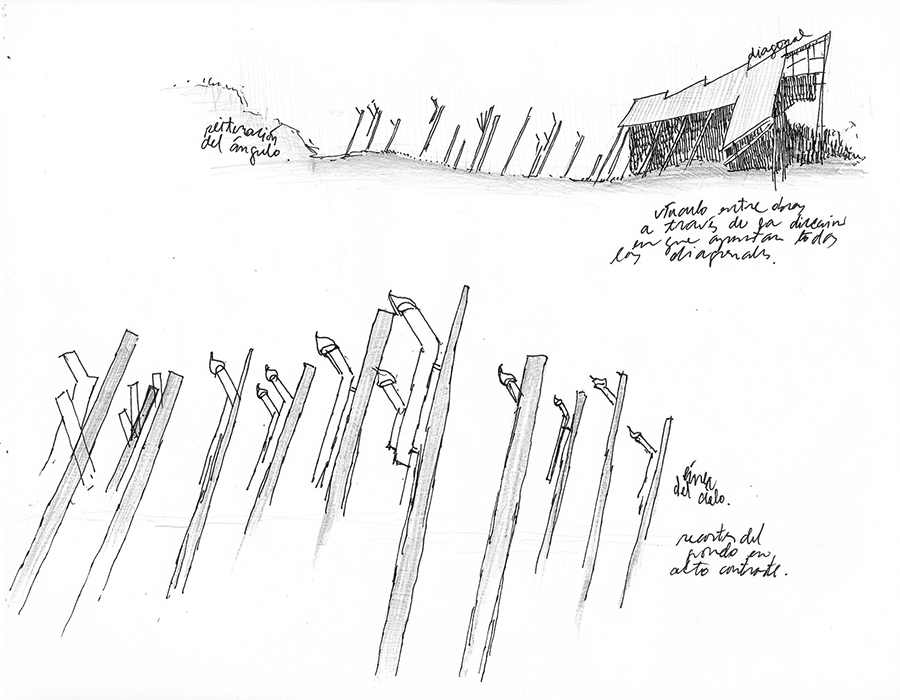 diagonal
reiteración
del ángulo.
vínculo entre obras
a través de la dirección
en que apuntan todas
las diagonales.
línea
del cielo.
recortes del
fondo en
alto contraste.